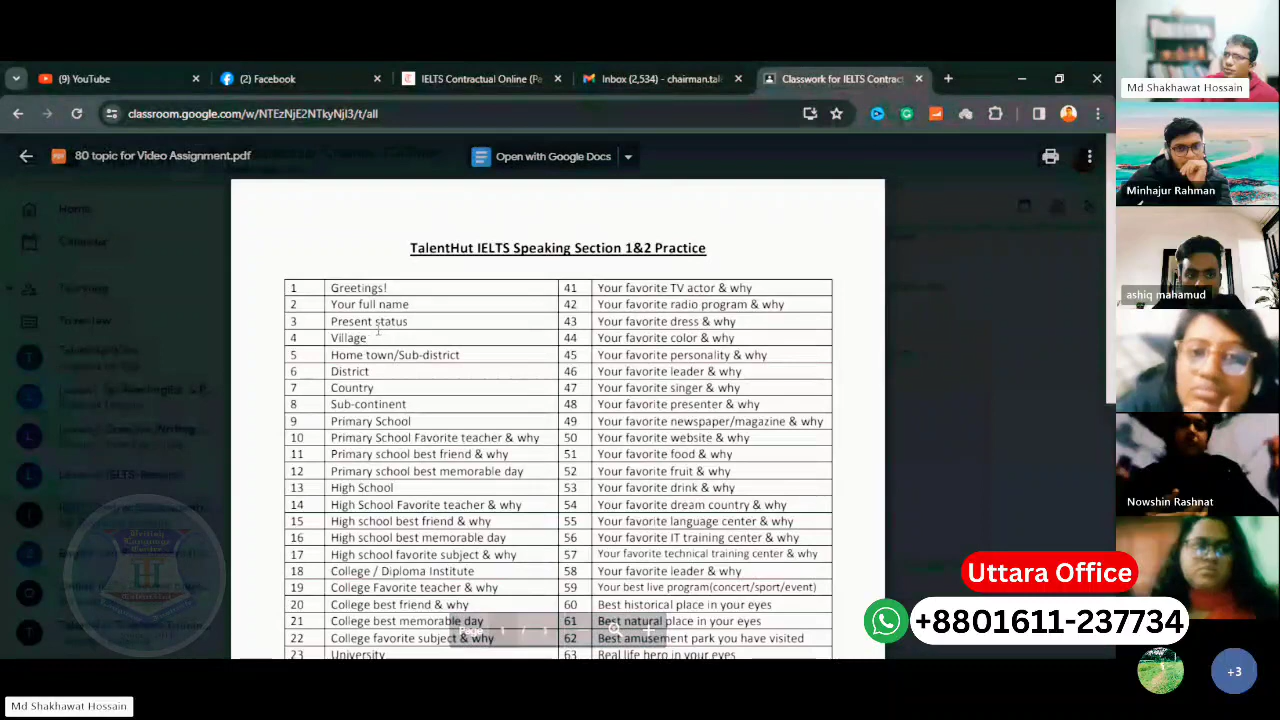 (9) YouTube
(2) Facebook
IELTS Contractual Online (Pe
Inbox (2,534) - chairman.tal
Classwork for IELTS Contract
classroom.google.com/w/NTEzNjE2NTkyNjI3/t/all
80 topic for Video Assignment.pdf
Open with Google Docs
TalentHut IELTS Speaking Section 1&2 Practice
1 Greetings! 41 Your favorite TV actor & why
2 Your full name 42 Your favorite radio program & why
3 Present status 43 Your favorite dress & why
4 Village 44 Your favorite color & why
5 Home town/Sub-district 45 Your favorite personality & why
6 District 46 Your favorite leader & why
7 Country 47 Your favorite singer & why
8 Sub-continent 48 Your favorite presenter & why
9 Primary School 49 Your favorite newspaper/magazine & why
10 Primary School Favorite teacher & why 50 Your favorite website & why
11 Primary school best friend & why 51 Your favorite food & why
12 Primary school best memorable day 52 Your favorite fruit & why
13 High School 53 Your favorite drink & why
14 High School Favorite teacher & why 54 Your favorite dream country & why
15 High school best friend & why 55 Your favorite language center & why
16 High school best memorable day 56 Your favorite IT training center & why
17 High school favorite subject & why 57 Your favorite technical training center & why
18 College / Diploma Institute 58 Your favorite leader & why
19 College Favorite teacher & why 59 Your best live program(concert/sport/event)
20 College best friend & why 60 Best historical place in your eyes
21 College best memorable day 61 Best natural place in your eyes
22 College favorite subject & why 62 Best amusement park you have visited
23 University 63 Real life hero in your eyes
Page 1 /
Home
Calendar
Md Shakhawat Hossain
Minhajur Rahman
ashiq mahamud
Nowshin Rashnat
Uttara Office
+8801611-237734
+3
Md Shakhawat Hossain